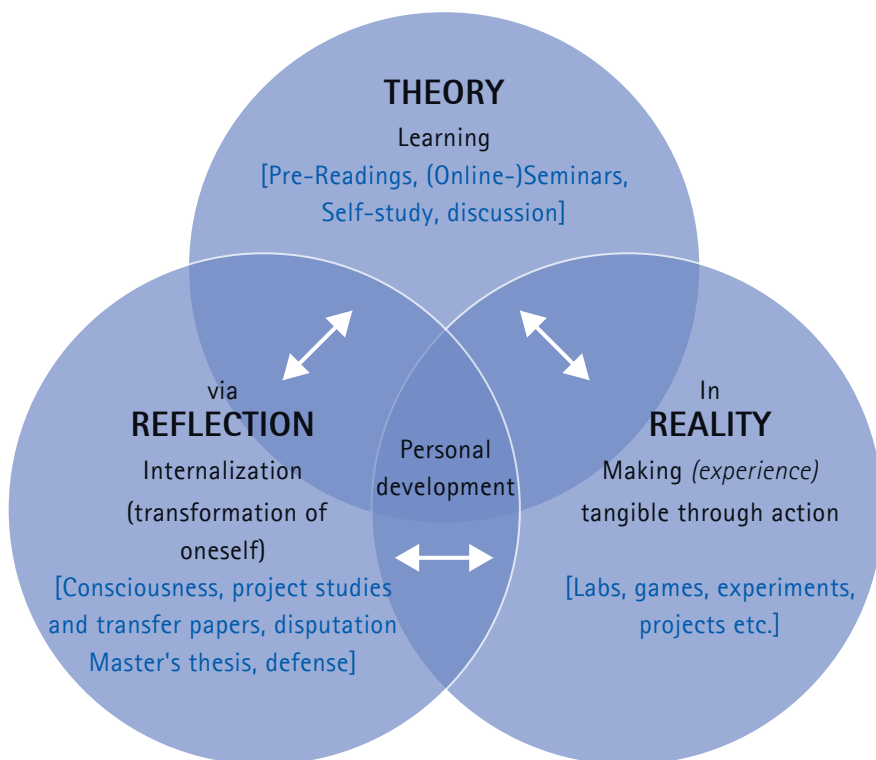 THEORY
Learning
[Pre-Readings, (Online-)Seminars,
Self-study, discussion]
via
REFLECTION
Internalization
(transformation of
oneself)
[Consciousness, project studies
and transfer papers, disputation
Master's thesis, defense]
Personal
development
In
REALITY
Making (experience)
tangible through action
[Labs, games, experiments,
projects etc.]